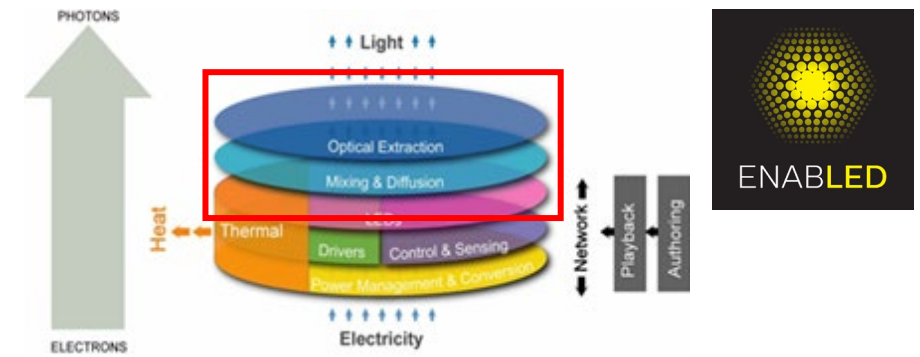 PHOTONS
Light
Optical Extraction
Mixing & Diffusion
LEDs
Thermal
Heat
Drivers
Control & Sensing
Power Management & Conversion
Network
Playback
Authoring
Electricity
ELECTRONS
ENABLED